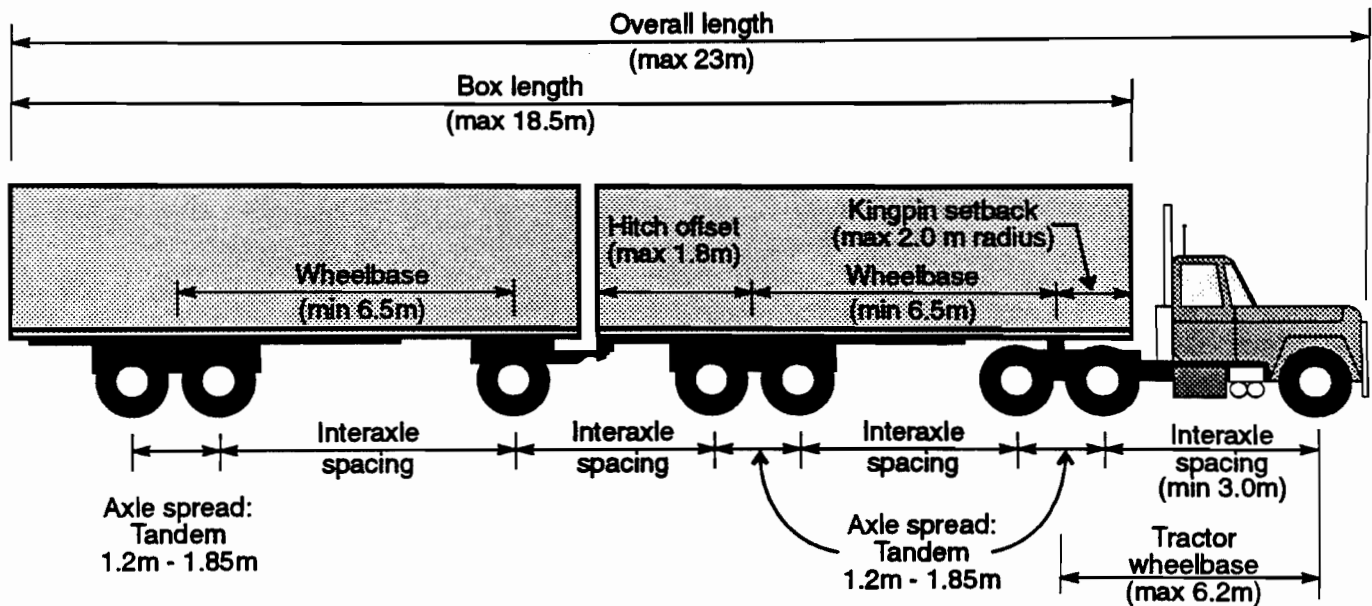 Overall length
(max 23m)
Box length
(max 18.5m)
Hitch offset
(max 1.8m)
Kingpin setback
(max 2.0 m radius)
Wheelbase
(min 6.5m)
Wheelbase
(min 6.5m)
Interaxle
spacing
Interaxle
spacing
Interaxle
spacing
Interaxle
spacing
(min 3.0m)
Axle spread:
Tandem
1.2m - 1.85m
Axle spread:
Tandem
1.2m - 1.85m
Tractor
wheelbase
(max 6.2m)